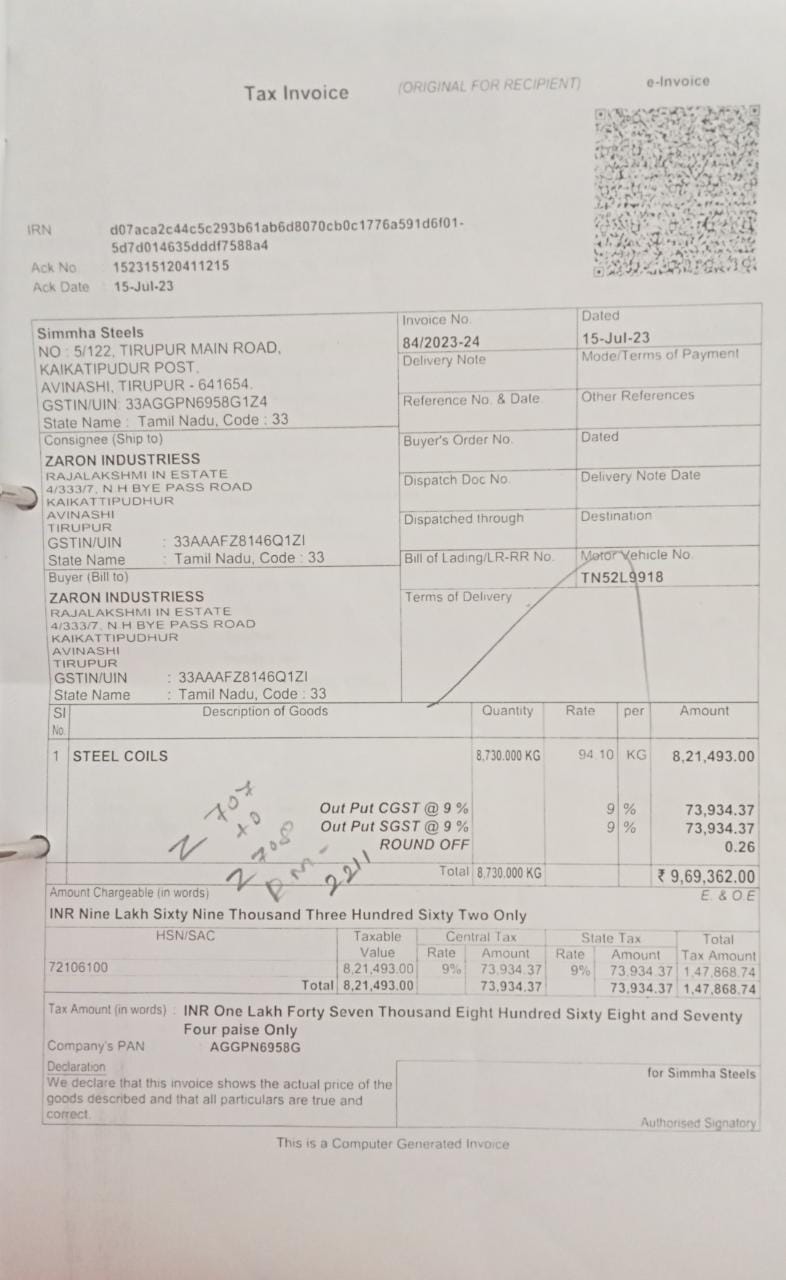 Tax Invoice
(ORIGINAL FOR RECIPIENT)
e-Invoice
IRN d07aca2c44c5c293b61ab6d8070cb0c1776a591d6f01-
5d7d014635dddf7588a4
Ack No. 152315120411215
Ack Date : 15-Jul-23
Simmha Steels
NO : 5/122, TIRUPUR MAIN ROAD,
KAIKATIPUDUR POST,
AVINASHI, TIRUPUR - 641654.
GSTIN/UIN: 33AGGPN6958G1Z4
State Name : Tamil Nadu, Code : 33
Invoice No. Dated
84/2023-24 15-Jul-23
Delivery Note Mode/Terms of Payment
Reference No. & Date. Other References
Consignee (Ship to)
ZARON INDUSTRIESS
RAJALAKSHMI IN ESTATE
4/333/7, N H BYE PASS ROAD
KAIKATTIPUDHUR
AVINASHI
TIRUPUR
GSTIN/UIN : 33AAAFZ8146Q1ZI
State Name : Tamil Nadu, Code : 33
Buyer's Order No. Dated
Dispatch Doc No. Delivery Note Date
Dispatched through Destination
Bill of Lading/LR-RR No. Motor Vehicle No.
TN52L9918
Buyer (Bill to)
ZARON INDUSTRIESS
RAJALAKSHMI IN ESTATE
4/333/7, N H BYE PASS ROAD
KAIKATTIPUDHUR
AVINASHI
TIRUPUR
GSTIN/UIN : 33AAAFZ8146Q1ZI
State Name : Tamil Nadu, Code : 33
Terms of Delivery
Sl Description of Goods Quantity Rate per Amount
No.
1 STEEL COILS 8,730.000 KG 94.10 KG 8,21,493.00
Out Put CGST @ 9 % 9 % 73,934.37
Out Put SGST @ 9 % 9 % 73,934.37
ROUND OFF 0.26
Total 8,730.000 KG ₹ 9,69,362.00
Amount Chargeable (in words) E. & O.E
INR Nine Lakh Sixty Nine Thousand Three Hundred Sixty Two Only
HSN/SAC Taxable Central Tax State Tax Total
Value Rate Amount Rate Amount Tax Amount
72106100 8,21,493.00 9% 73,934.37 9% 73,934.37 1,47,868.74
Total 8,21,493.00 73,934.37 73,934.37 1,47,868.74
Tax Amount (in words) : INR One Lakh Forty Seven Thousand Eight Hundred Sixty Eight and Seventy
Four paise Only
Company's PAN AGGPN6958G
Declaration
We declare that this invoice shows the actual price of the
goods described and that all particulars are true and
correct.
for Simmha Steels
Authorised Signatory
This is a Computer Generated Invoice